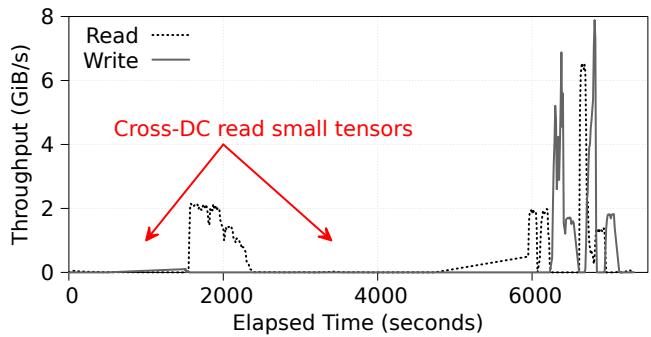 8
6
4
2
0
Throughput (GiB/s)
Read
Write
Cross-DC read small tensors
0 2000 4000 6000
Elapsed Time (seconds)